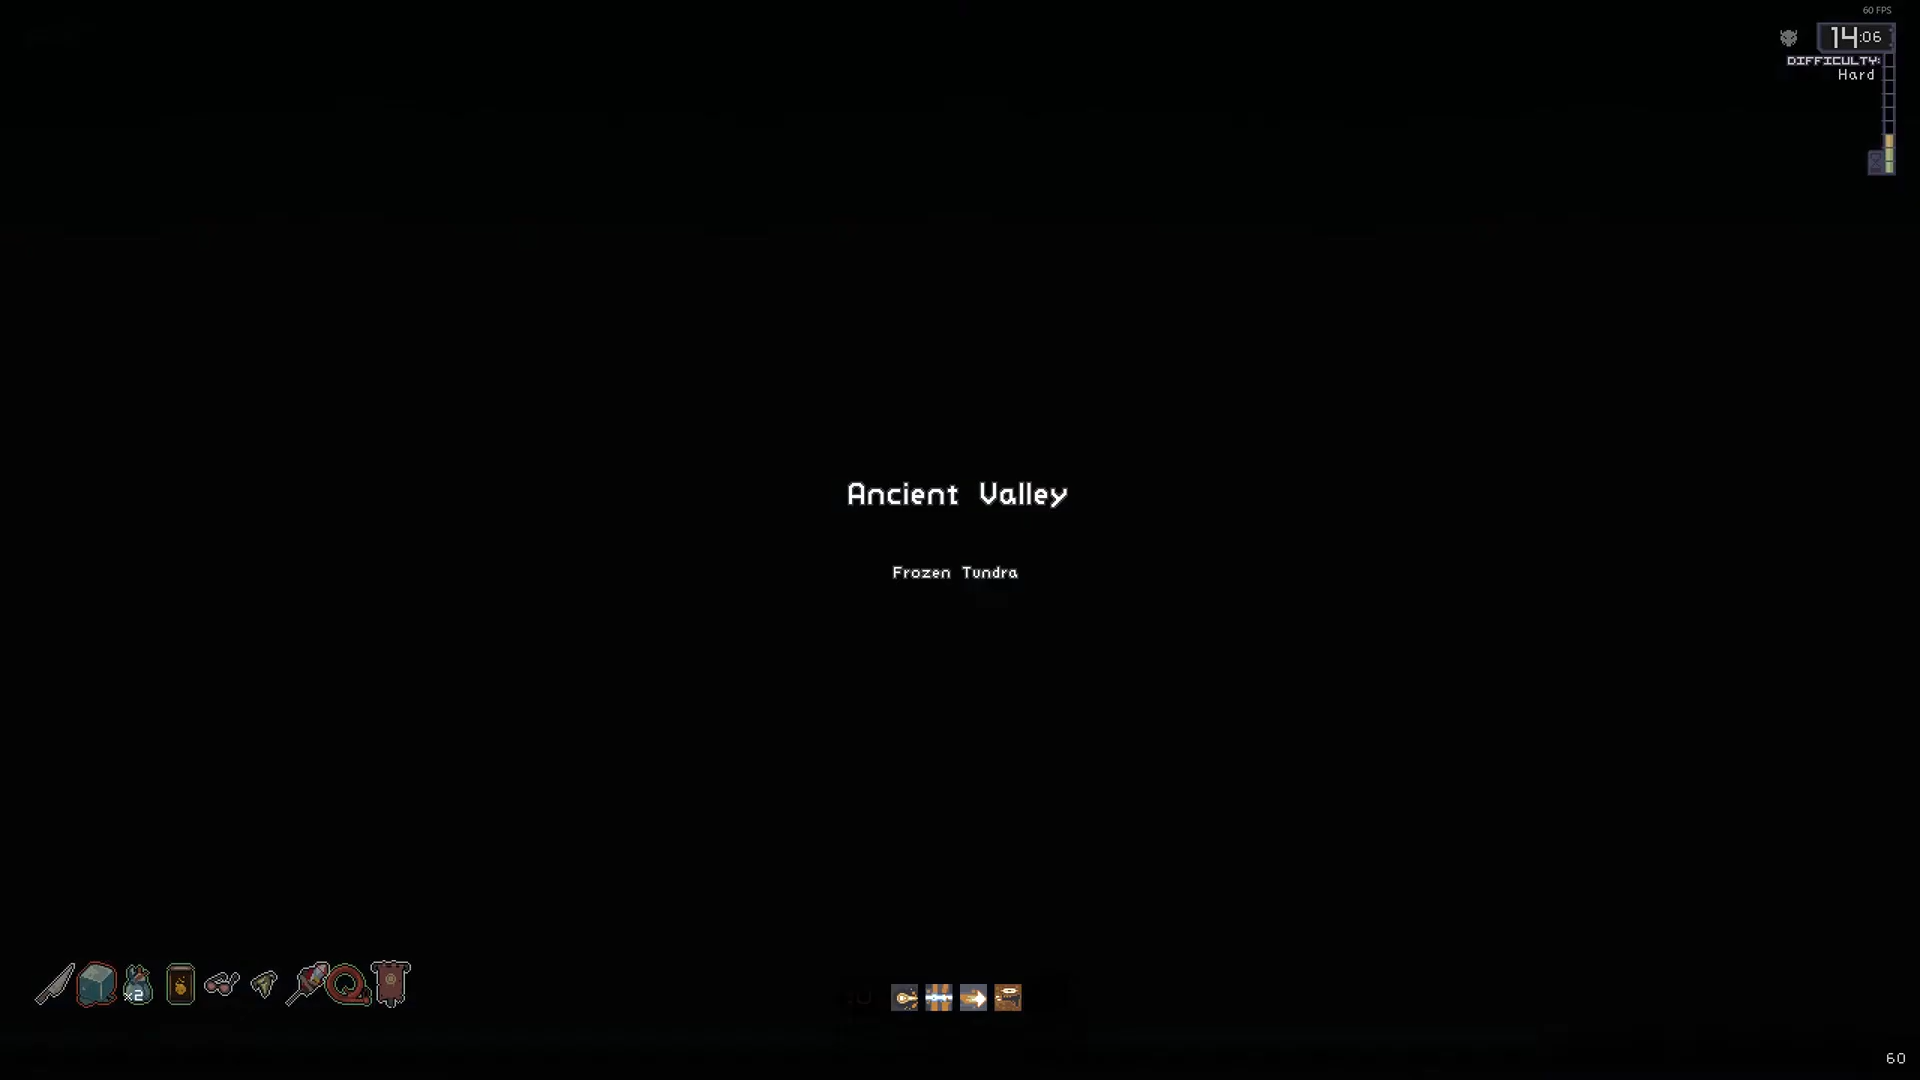 60 FPS
14:06
DIFFICULTY:
Hard
Ancient Valley
Frozen Tundra
x2
60